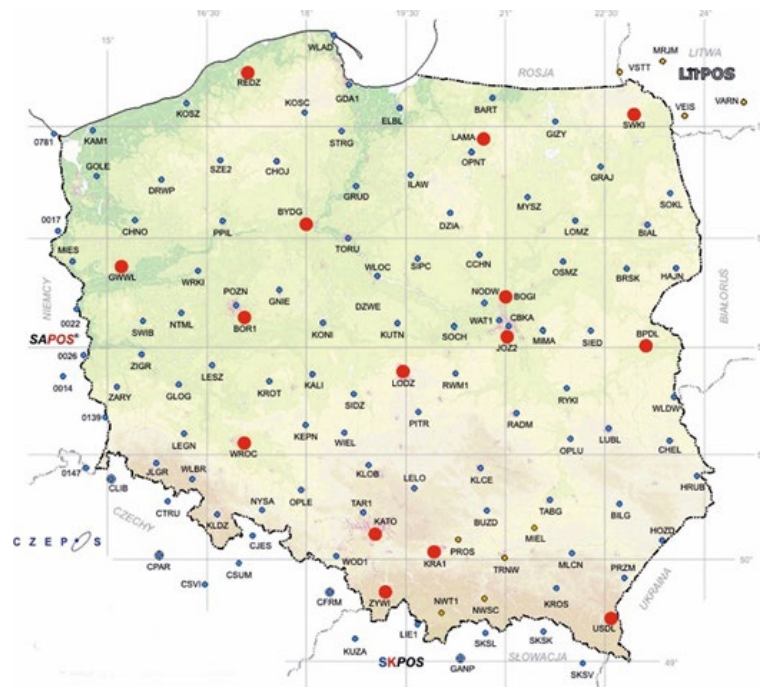 15°
16°30'
18°
19°30'
21°
22°30'
24°
WLAD
MRJM
LITWA
VSTT
LITPOS
ROSJA
REDZ
GDA1
KOSZ
KOSC
ELBL
BART
VEIS
VARN
GIZY
SWKI
0781
KAM1
STRG
LAMA
OPNT
GOLE
SZE2
CHOJ
GRAJ
DRWP
ILAW
GRUD
MYSZ
SOKL
0017
BYDG
DZIA
CHNO
PPIL
LOMZ
BIAL
TORU
MIES
SIPC
CCHN
OSMZ
GWWL
WLOC
BRSK
HAJN
WRKI
NIEMCY
POZN
GNIE
NODW
BOGI
BIAŁORUŚ
DZWE
0022
NTML
SWIB
BOR1
KONI
KUTN
WAT1
CBKA
SOCH
JOZ2
MIMA
SIED
BPDL
SAPOS
0026
ZIGR
LESZ
0014
LODZ
RWM1
ZARY
GLOG
KROT
KALI
SIDZ
RYKI
WLDW
0139
PITR
RADM
LEGN
KEPN
WIEL
OPLU
LUBL
CHEL
WROC
0147
JLGR
WLBR
KLOB
LELO
KLCE
HRUB
CLIB
NYSA
OPLE
CTRU
KLDZ
TAR1
BUZD
TABG
BILG
CZECHY
KATO
MIEL
HOZD
CZEPOS
CJES
PROS
CPAR
WOD1
KRA1
TRNW
MLCN
PRZM
50°
CSUM
CSVI
CFRM
ZYWI
NWT1
NWSC
KROS
UKRAINA
USDL
LIE1
SKSL
SKSK
KUZA
SKPOS
GANP
SŁOWACJA
SKSV
49°